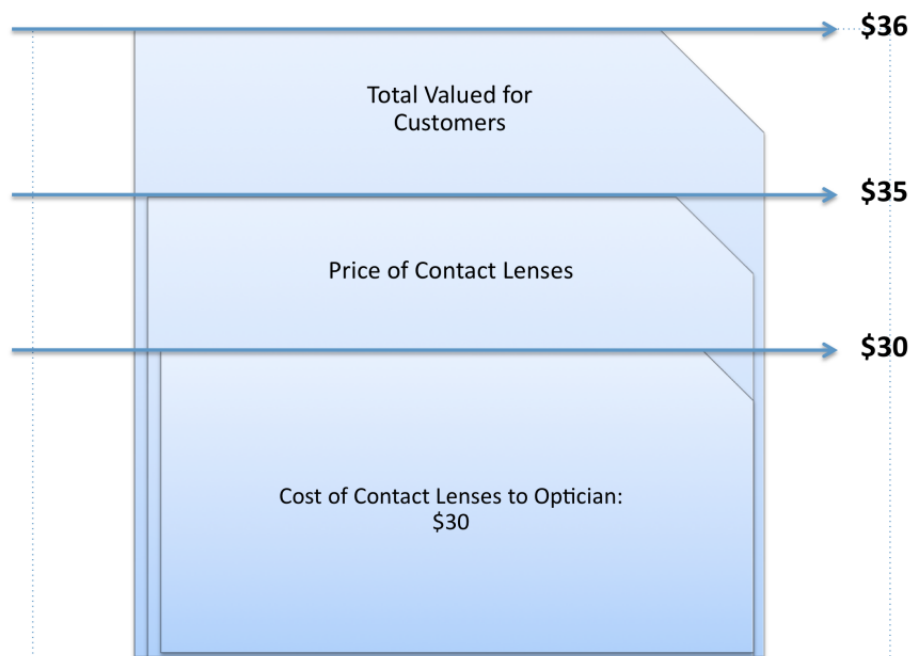 $36
Total Valued for
Customers
$35
Price of Contact Lenses
$30
Cost of Contact Lenses to Optician:
$30